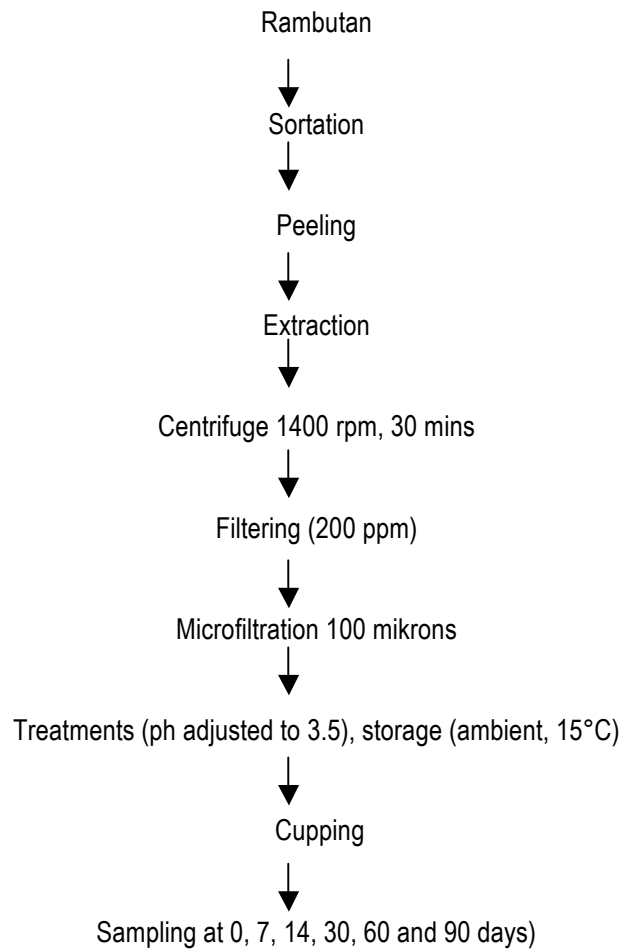 Rambutan
Sortation
Peeling
Extraction
Centrifuge 1400 rpm, 30 mins
Filtering (200 ppm)
Microfiltration 100 mikrons
Treatments (ph adjusted to 3.5), storage (ambient, 15°C)
Cupping
Sampling at 0, 7, 14, 30, 60 and 90 days)